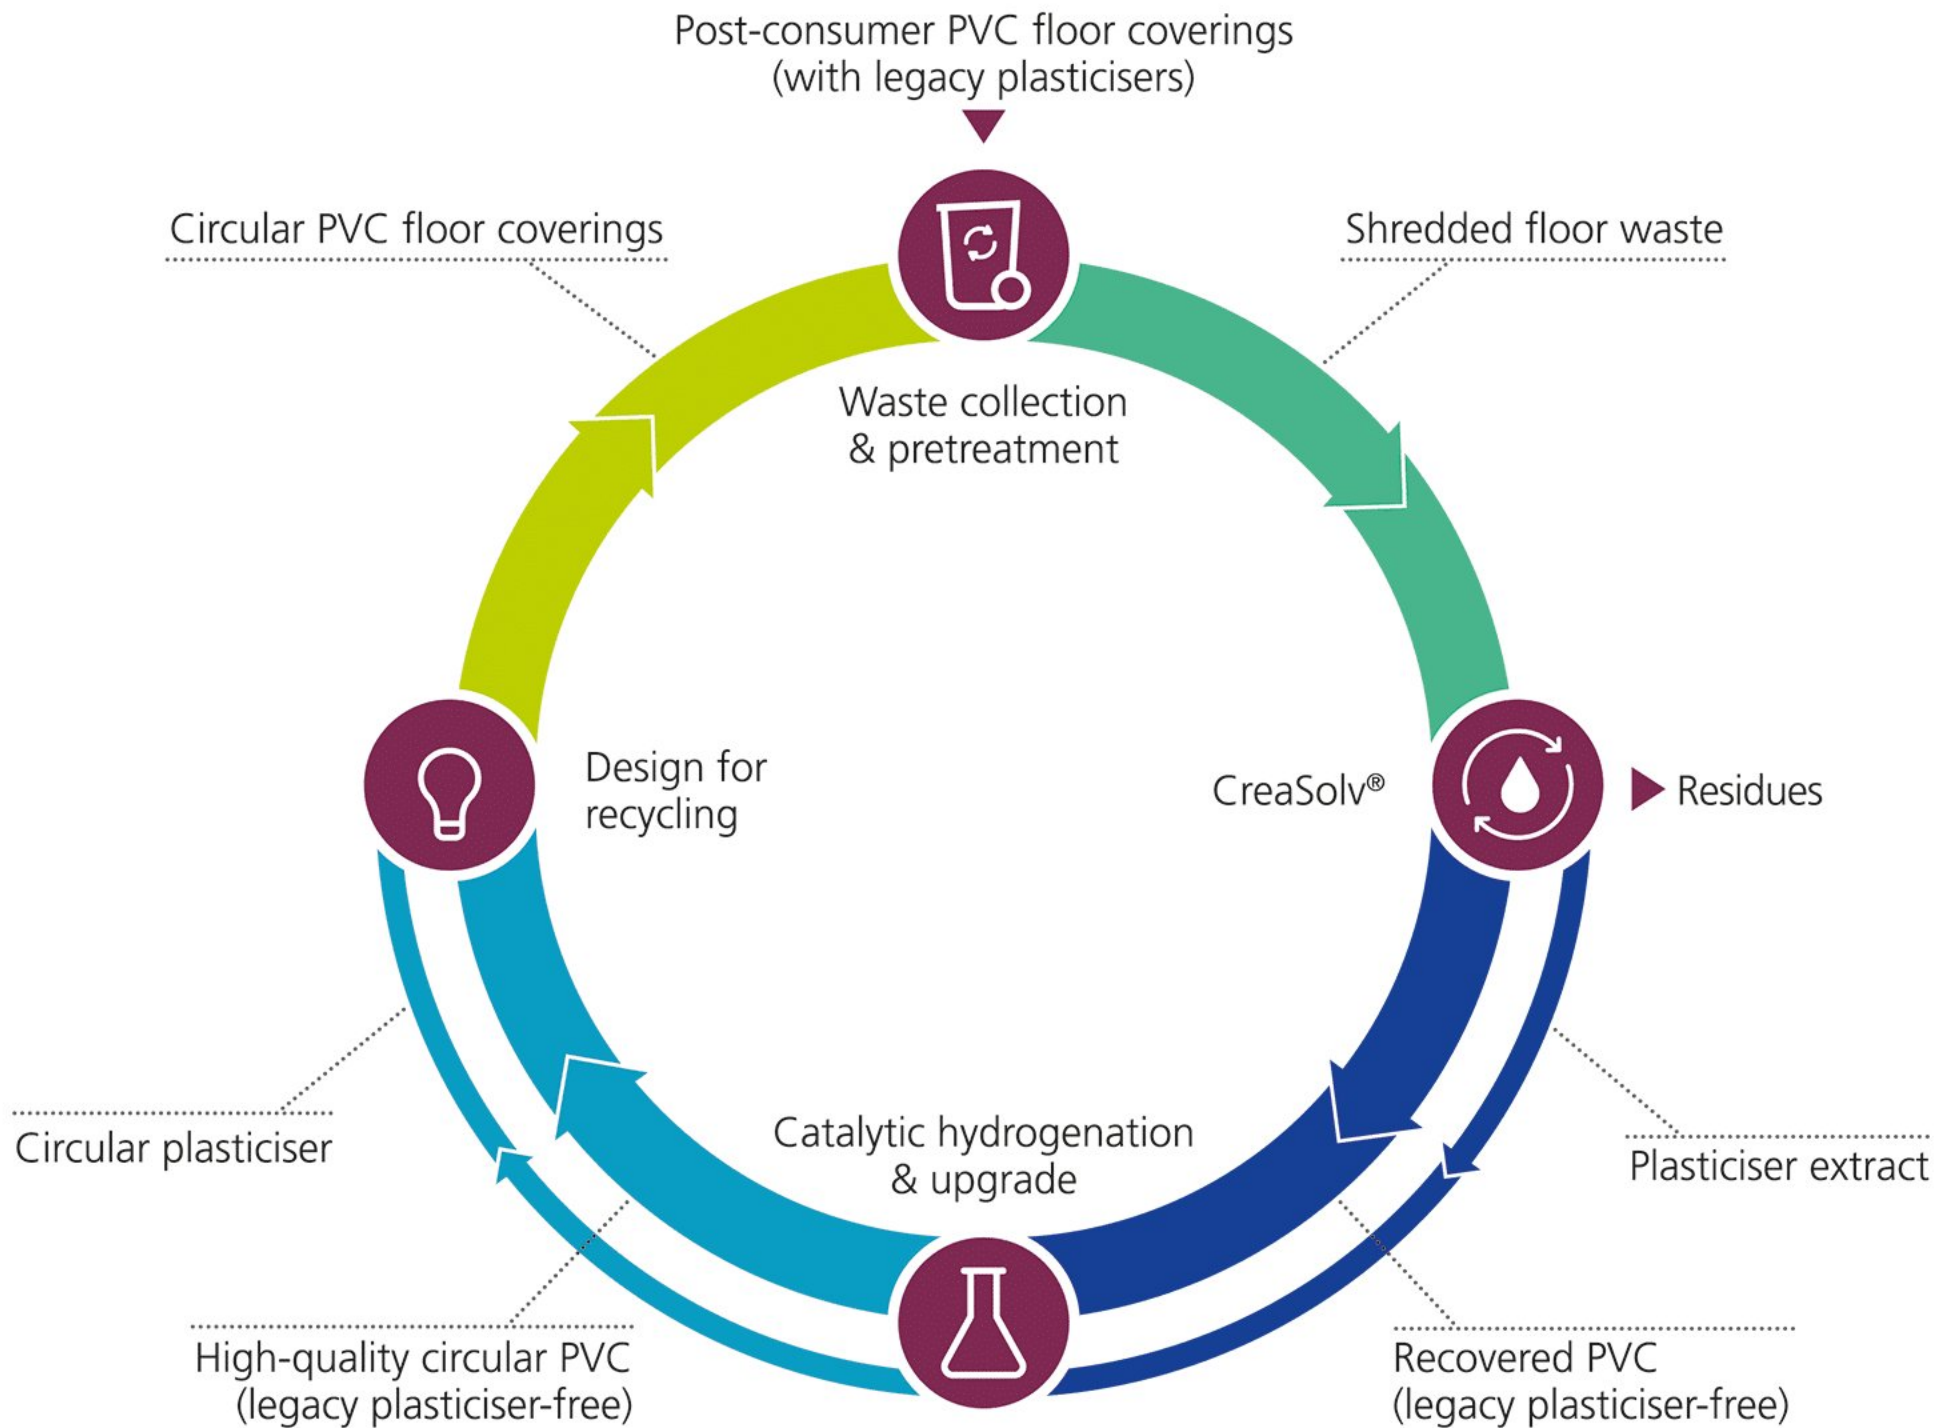 Post-consumer PVC floor coverings
(with legacy plasticisers)
Circular PVC floor coverings
Shredded floor waste
Waste collection
& pretreatment
Design for
recycling
CreaSolv®
Residues
Catalytic hydrogenation
& upgrade
Circular plasticiser
Plasticiser extract
High-quality circular PVC
(legacy plasticiser-free)
Recovered PVC
(legacy plasticiser-free)